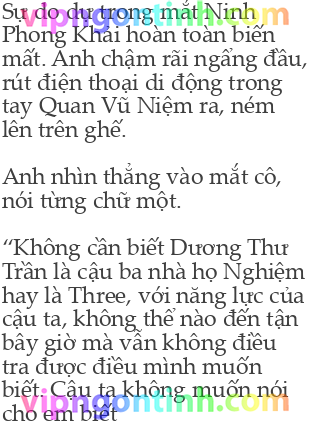 Sự do dự trong mắt Ninh
Phong Khải hoàn toàn biến
mất. Anh chậm rãi ngẩng đầu,
rút điện thoại di động trong
tay Quan Vũ Niệm ra, ném
lên trên ghế.
Anh nhìn thẳng vào mắt cô,
nói từng chữ một.
“Không cần biết Dương Thư
Trần là cậu ba nhà họ Nghiệm
hay là Three, với năng lực của
cậu ta, không thể nào đến tận
bây giờ mà vẫn không điều
tra được điều mình muốn
biết. Cậu ta không muốn nói
cho em biết
vipngontinh.com
vipngontinh.com